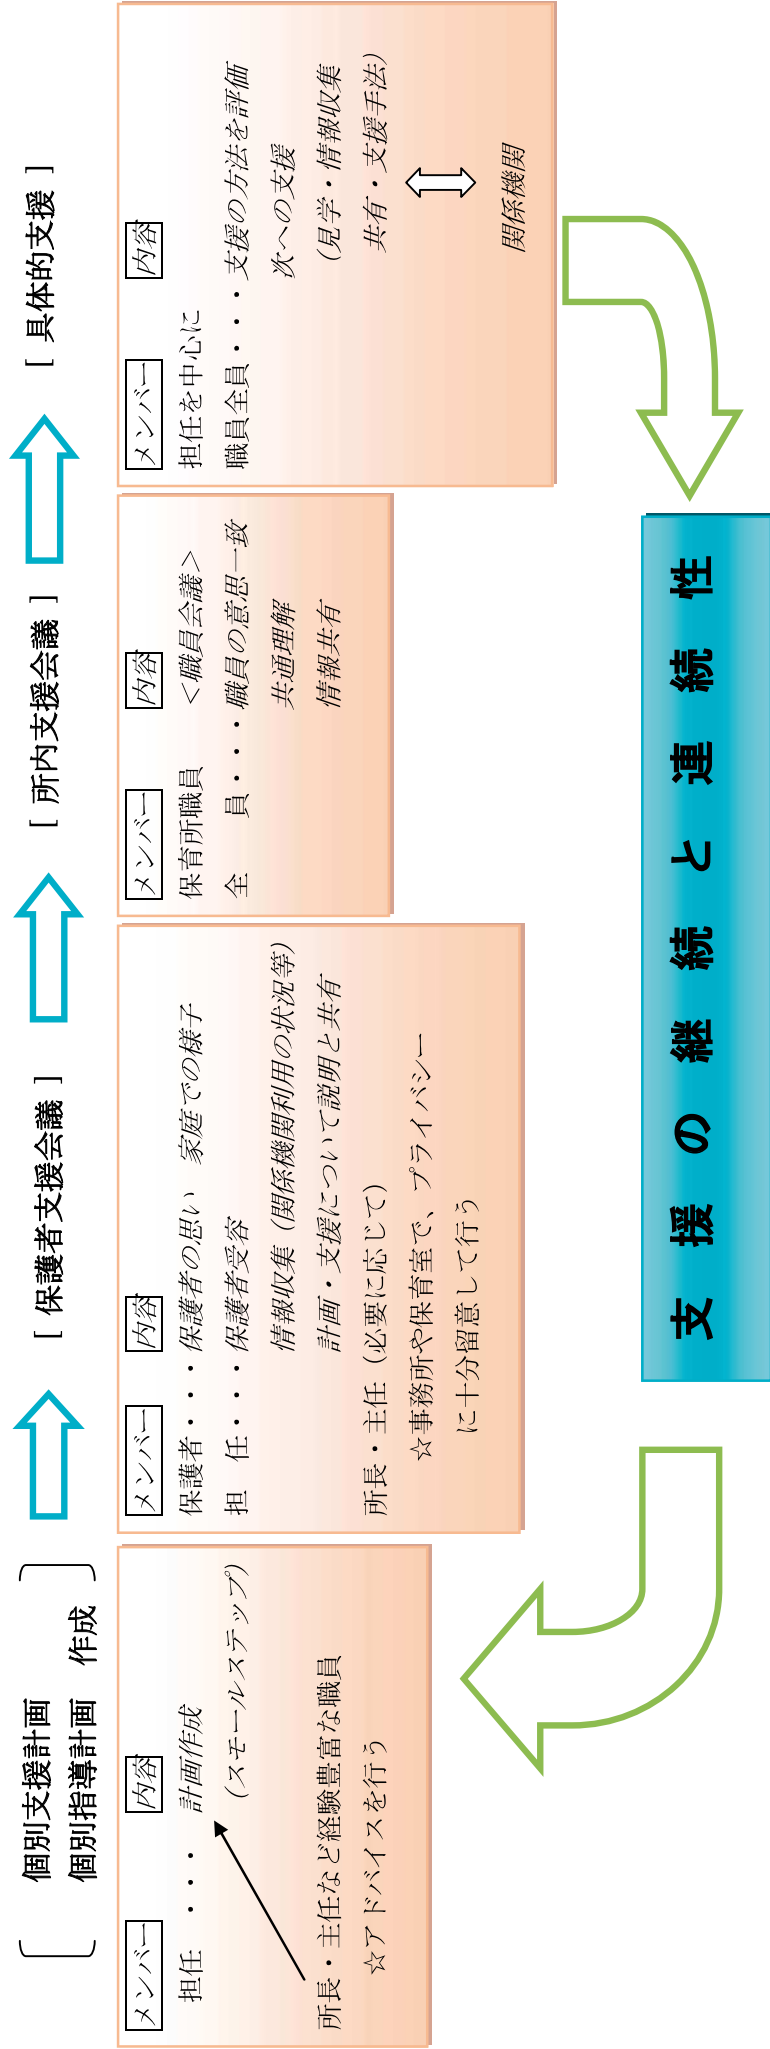 個別支援計画
個別指導計画　作成
メンバー　内容
担任　・・・　計画作成
（スモールステップ）
所長・主任など経験豊富な職員
☆アドバイスを行う
[ 保護者支援会議 ]
メンバー　内容
保護者・・・保護者の思い　家庭での様子
担　任・・・保護者受容
情報収集（関係機関利用の状況等）
計画・支援について説明と共有
所長・主任（必要に応じて）
☆事務所や保育室で、プライバシー
に十分留意して行う
[ 所内支援会議 ]
メンバー　内容
保育所職員　＜職員会議＞
全　員・・・職員の意思一致
共通理解
情報共有
[ 具体的支援 ]
メンバー　内容
担任を中心に
職員全員・・・支援の方法を評価
次への支援
（見学・情報収集
共有・支援手法）
関係機関
支援の継続と連続性